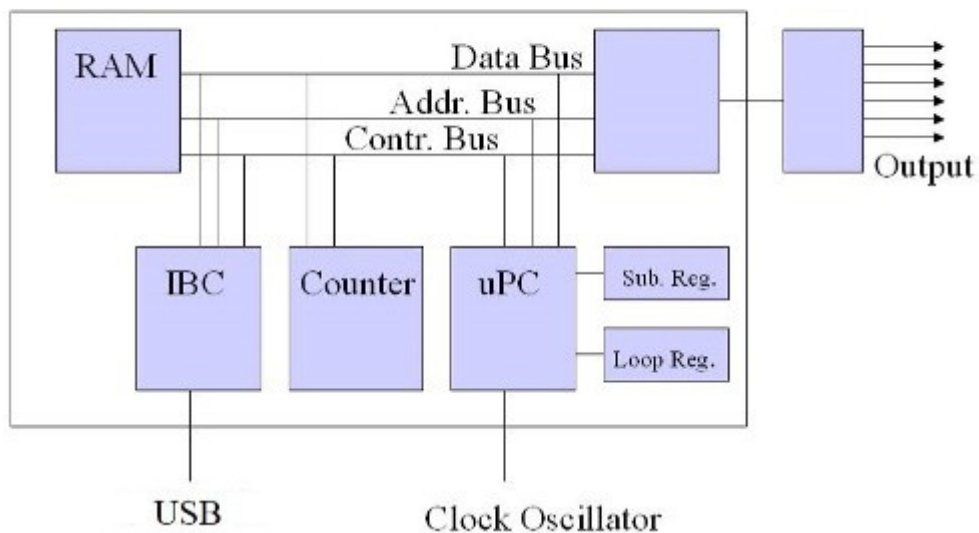 RAM
Data Bus
Addr. Bus
Contr. Bus
Output
IBC
Counter
uPC
Sub. Reg.
Loop Reg.
USB
Clock Oscillator